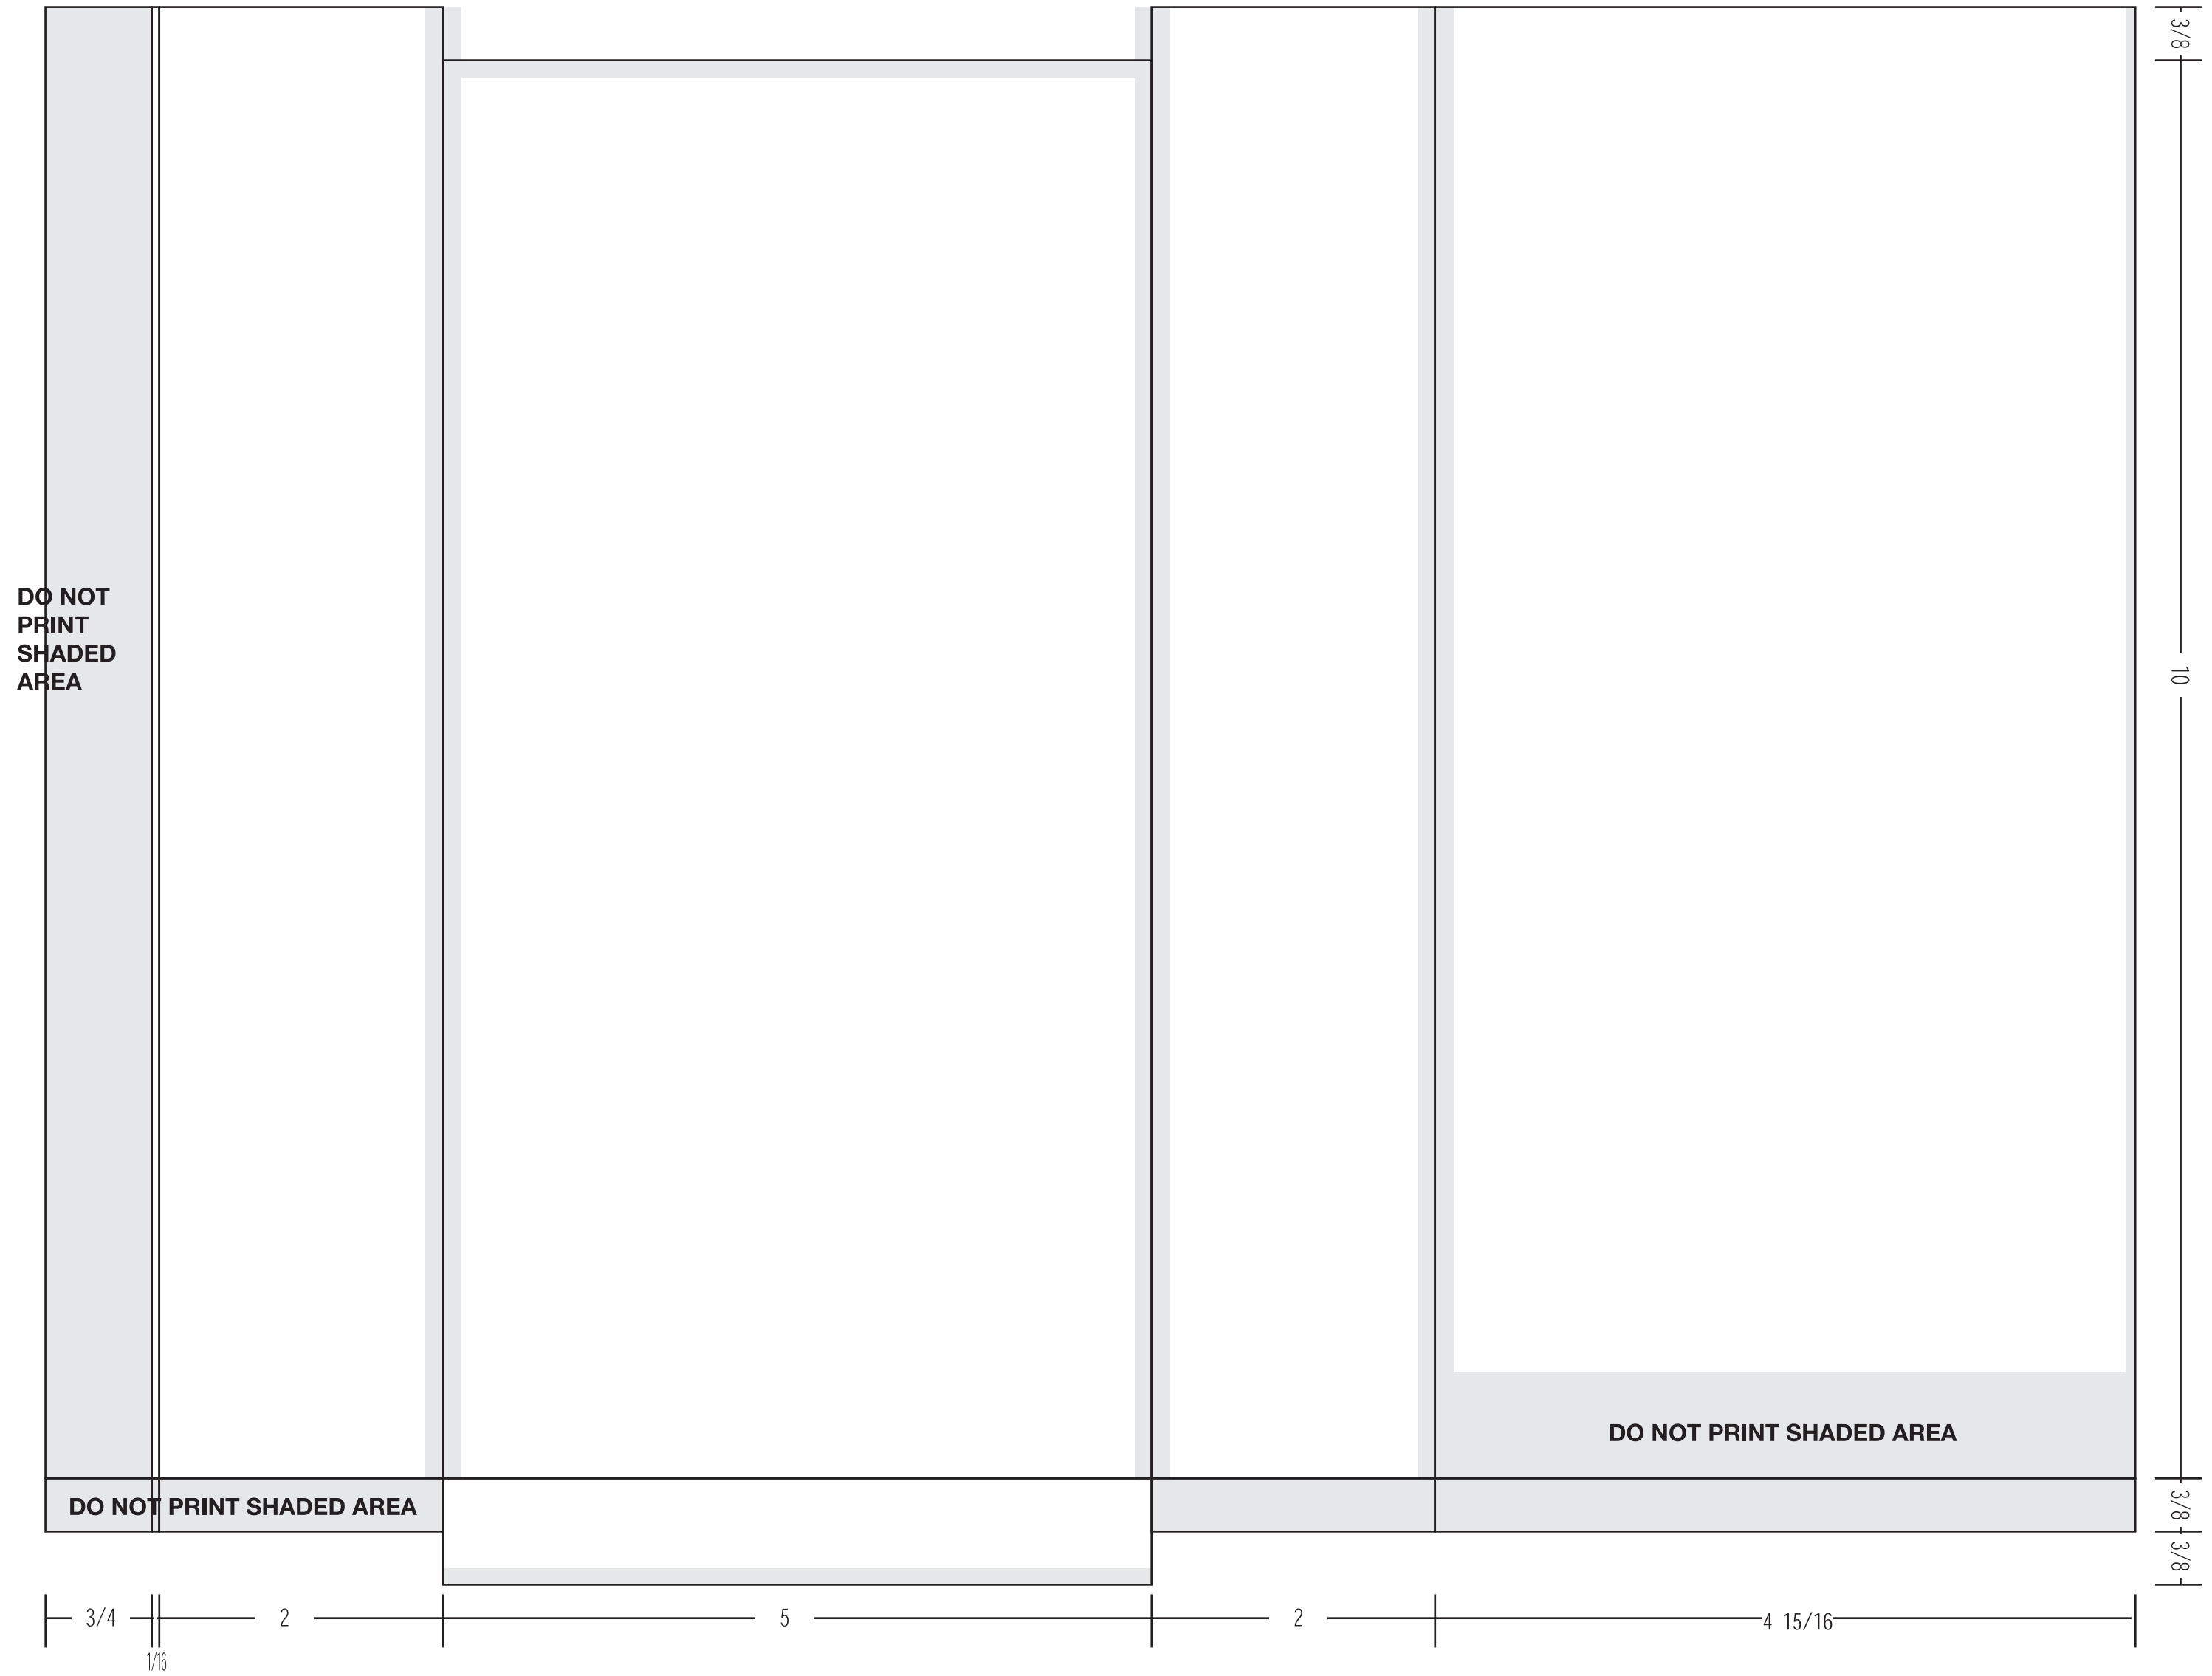 3/8
DO NOT
PRINT
SHADED
AREA
10
DO NOT PRINT SHADED AREA
DO NOT PRINT SHADED AREA
3/8
3/8
3/4
2
5
2
4 15/16
1/16